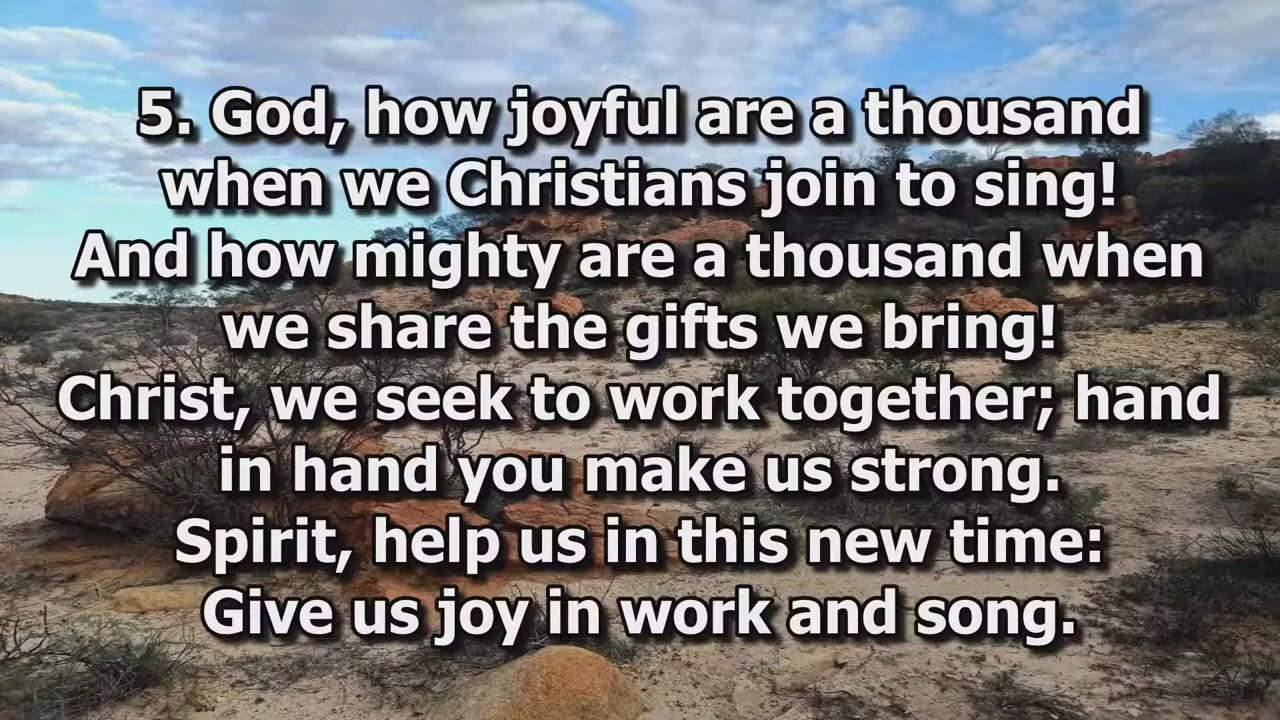 5. God, how joyful are a thousand
when we Christians join to sing!
And how mighty are a thousand when
we share the gifts we bring!
Christ, we seek to work together; hand
in hand you make us strong.
Spirit, help us in this new time:
Give us joy in work and song.